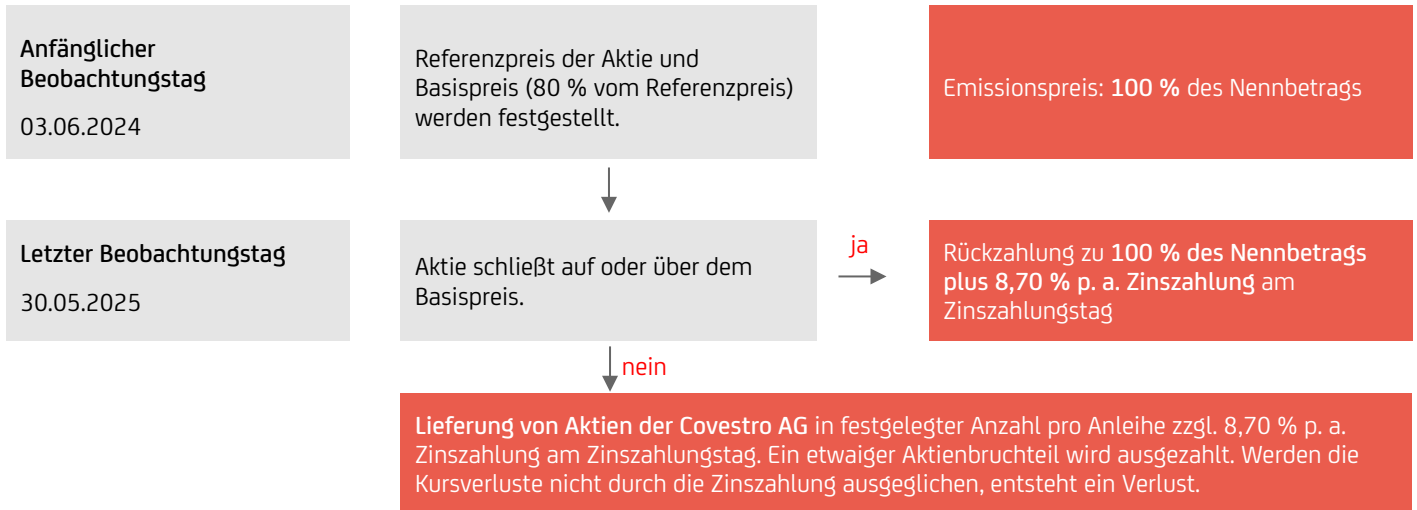 Anfänglicher
Beobachtungstag
03.06.2024
Referenzpreis der Aktie und
Basispreis (80 % vom Referenzpreis)
werden festgestellt.
Emissionspreis: 100 % des Nennbetrags
Letzter Beobachtungstag
30.05.2025
Aktie schließt auf oder über dem
Basispreis.
ja
Rückzahlung zu 100 % des Nennbetrags
plus 8,70 % p. a. Zinszahlung am
Zinszahlungstag
nein
Lieferung von Aktien der Covestro AG in festgelegter Anzahl pro Anleihe zzgl. 8,70 % p. a.
Zinszahlung am Zinszahlungstag. Ein etwaiger Aktienbruchteil wird ausgezahlt. Werden die
Kursverluste nicht durch die Zinszahlung ausgeglichen, entsteht ein Verlust.